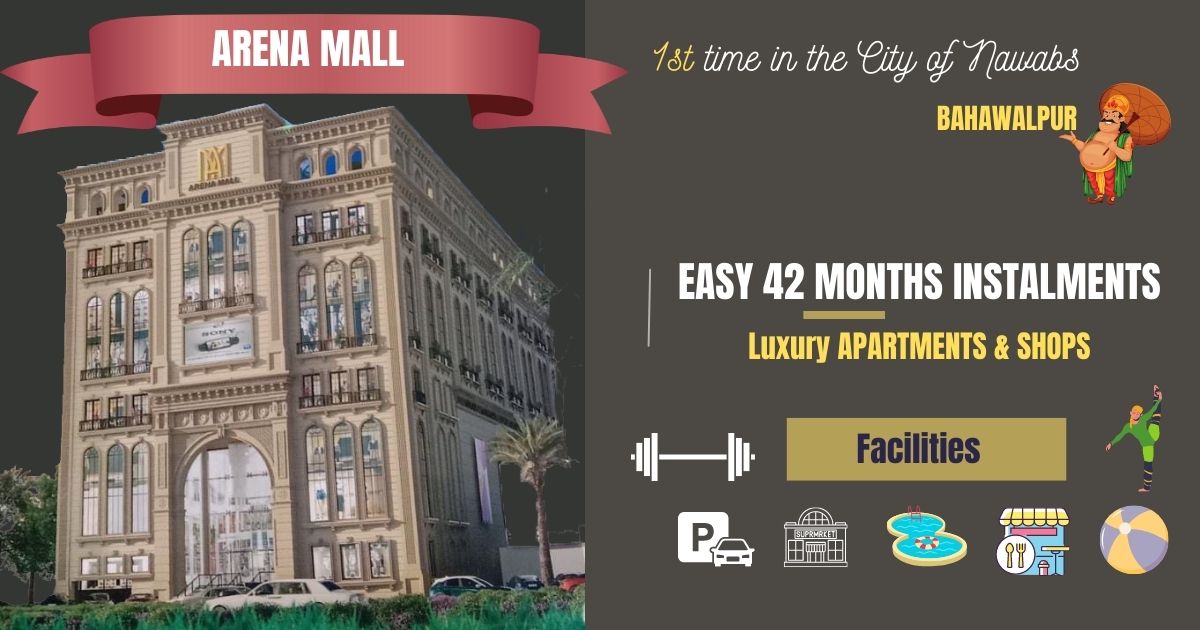 ARENA MALL
1st time in the City of Nawabs
BAHAWALPUR
ARENA MALL
SONY
EASY 42 MONTHS INSTALMENTS
Luxury APARTMENTS & SHOPS
Facilities
P
SUPRMARKET